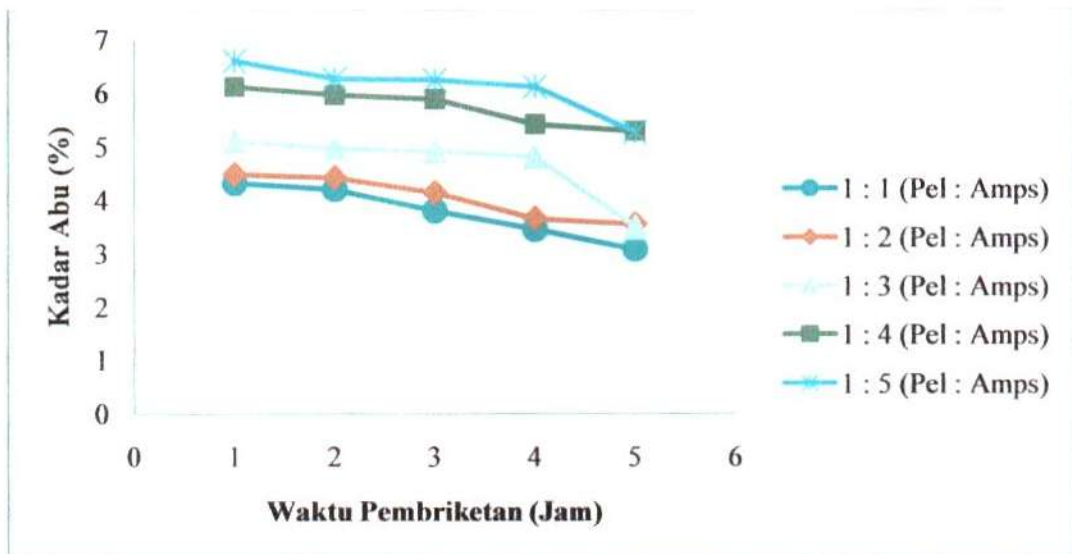 7
6
5
4
3
2
1
0
Kadar Abu (%)
0 1 2 3 4 5 6
Waktu Pembriketan (Jam)
1 : 1 (Pel : Amps)
1 : 2 (Pel : Amps)
1 : 3 (Pel : Amps)
1 : 4 (Pel : Amps)
1 : 5 (Pel : Amps)